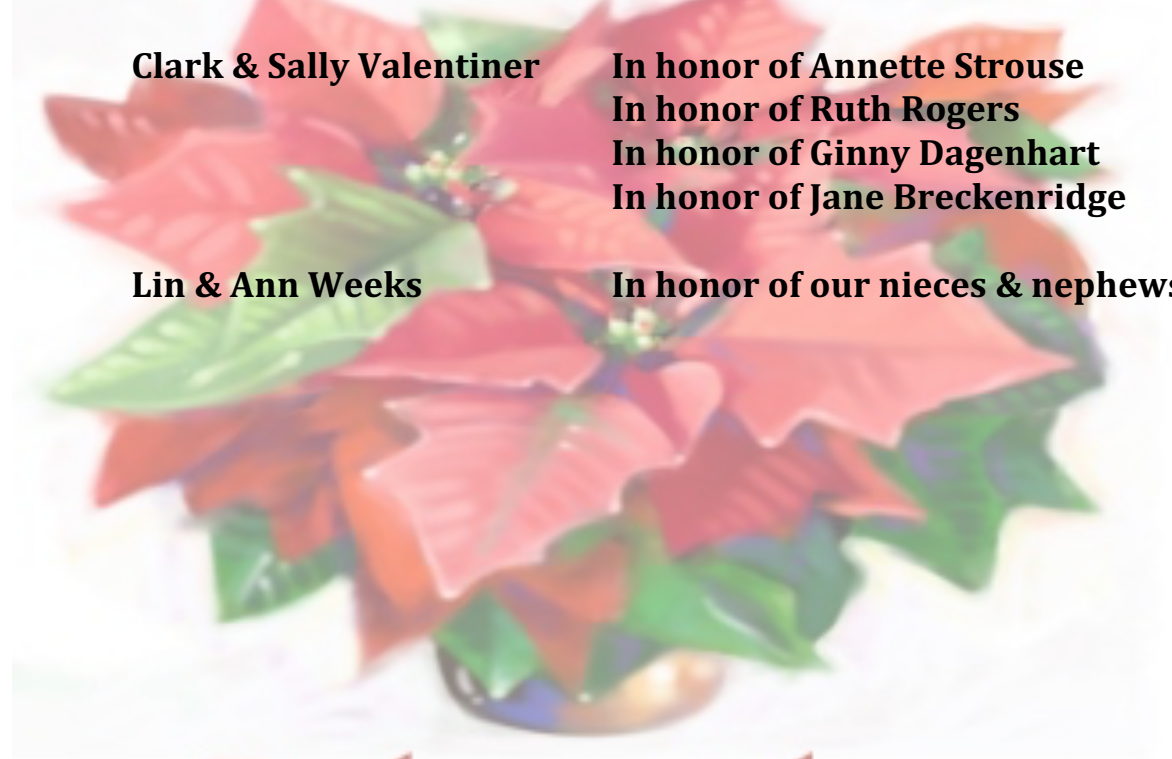 Clark & Sally Valentiner In honor of Annette Strouse
In honor of Ruth Rogers
In honor of Ginny Dagenhart
In honor of Jane Breckenridge
Lin & Ann Weeks In honor of our nieces & nephews